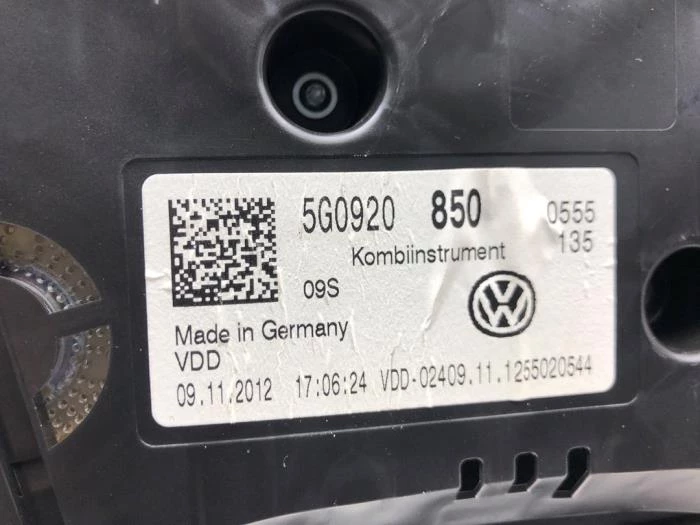 5G0920 850 0555
Kombiinstrument 135
09S
Made in Germany
VDD
09.11.2012 17:06:24 VDD-02409.11.1255020544